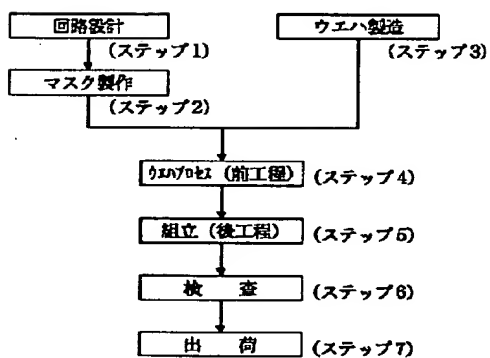 回路設計
(ステップ1)
ウエハ製造
(ステップ3)
マスク製作
(ステップ2)
ウエハプロセス (前工程)
(ステップ4)
組立 (後工程)
(ステップ5)
検 査
(ステップ6)
出 荷
(ステップ7)